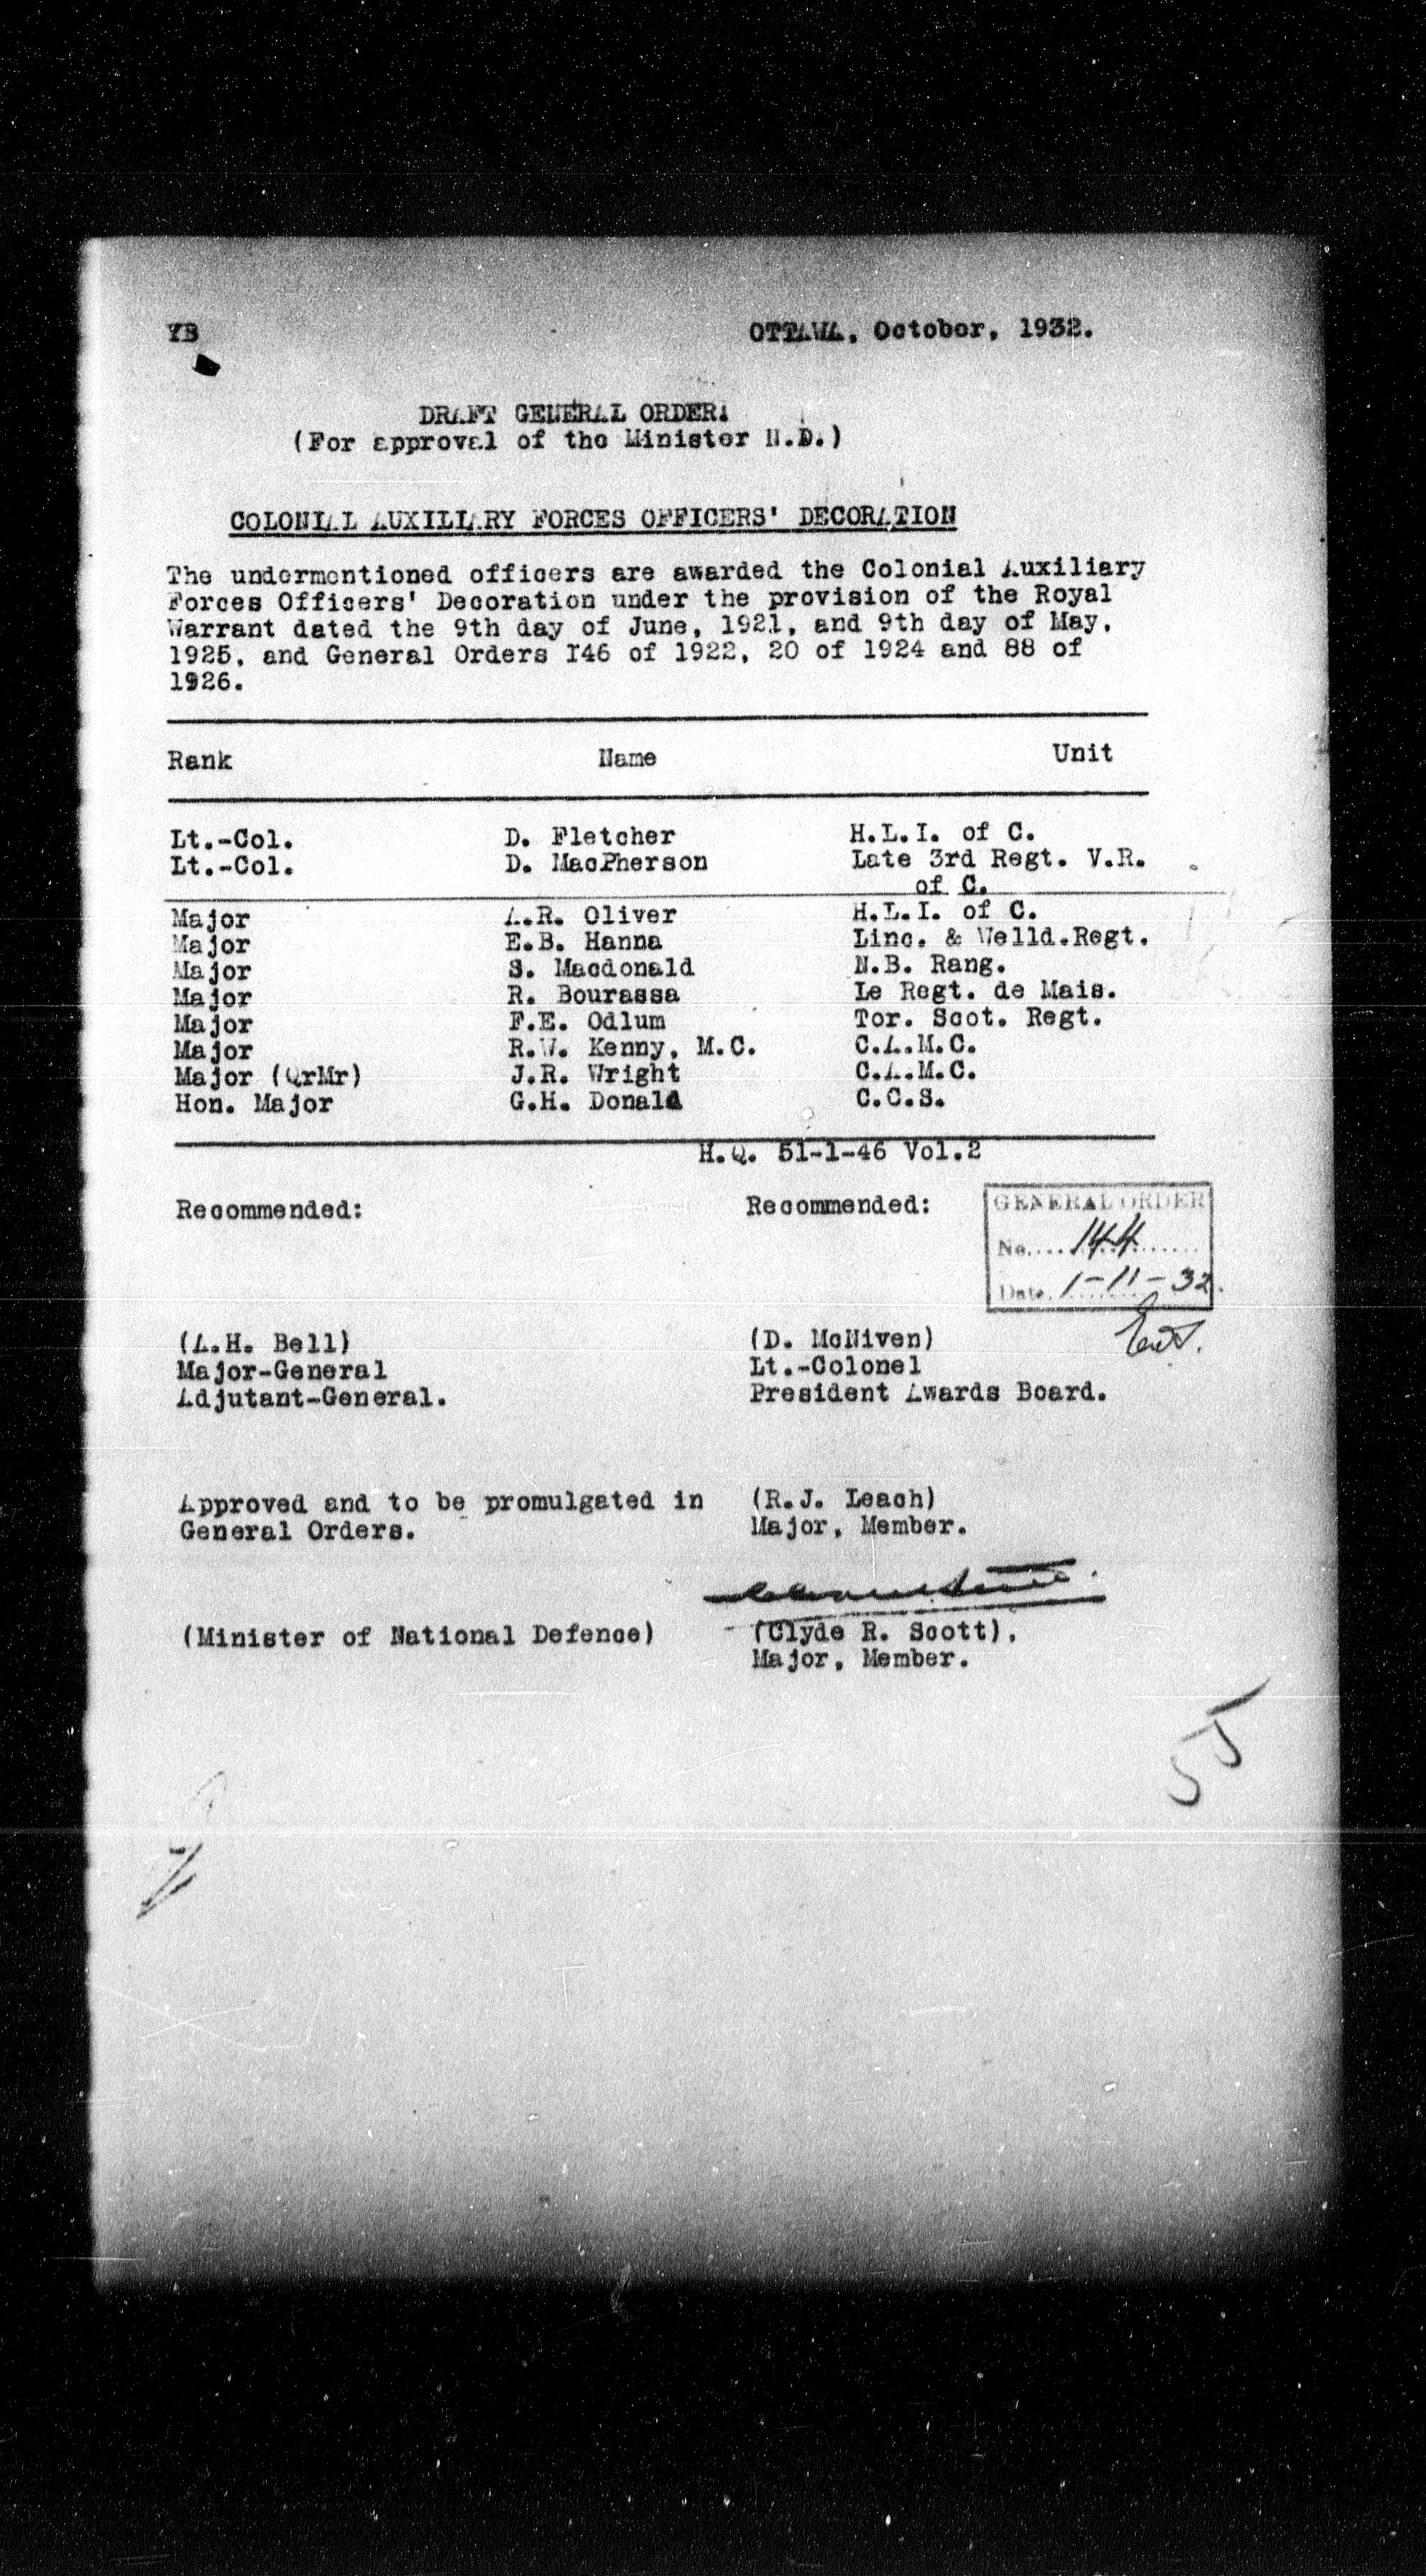 YB OTTAWA, October, 1932.
DRAFT GENERAL ORDER.
(For approval of the Minister N.D.)
COLONIAL AUXILIARY FORCES OFFICERS' DECORATION
The undermentioned officers are awarded the Colonial Auxiliary
Forces Officers' Decoration under the provision of the Royal
Warrant dated the 9th day of June, 1921, and 9th day of May,
1925, and General Orders 146 of 1922, 20 of 1924 and 88 of
1926.
Rank Name Unit
Lt.-Col. D. Fletcher H.L.I. of C.
Lt.-Col. D. MacPherson Late 3rd Regt. V.R.
of C.
Major A.R. Oliver H.L.I. of C.
Major E.B. Hanna Linc. & Welld.Regt.
Major S. Macdonald N.B. Rang.
Major R. Bourassa Le Regt. de Mais.
Major F.E. Odlum Tor. Scot. Regt.
Major R.W. Kenny, M.C. C.A.M.C.
Major (QrMr) J.R. Wright C.A.M.C.
Hon. Major G.H. Donald C.C.S.
H.Q. 51-1-46 Vol.2
Recommended: Recommended:
GENERAL ORDER
No. 144
Date. 1-11-32.
(A.H. Bell) (D. McNiven)
Major-General Lt.-Colonel
Adjutant-General. President Awards Board.
Approved and to be promulgated in (R.J. Leach)
General Orders. Major, Member.
(Minister of National Defence) (Clyde R. Scott),
Major, Member.
55